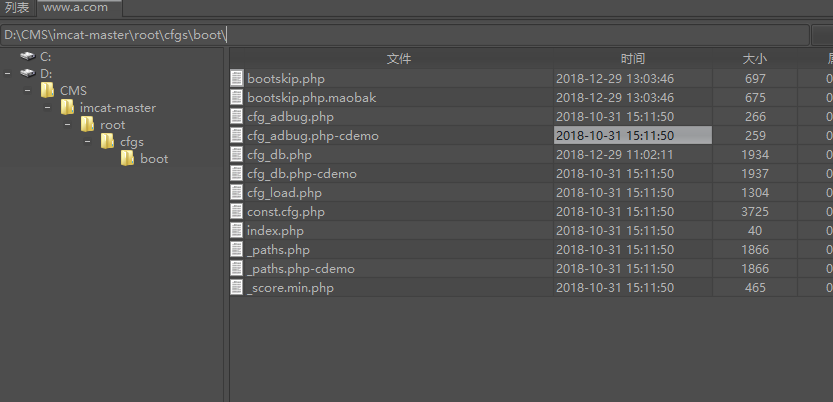 列表 www.a.com
D:\CMS\imcat-master\root\cfgs\boot\
C:
D:
CMS
imcat-master
root
cfgs
boot
文件 时间 大小
bootskip.php 2018-12-29 13:03:46 697 0
bootskip.php.maobak 2018-12-29 13:03:46 675 0
cfg_adbug.php 2018-10-31 15:11:50 266 0
cfg_adbug.php-cdemo 2018-10-31 15:11:50 259 0
cfg_db.php 2018-12-29 11:02:11 1934 0
cfg_db.php-cdemo 2018-10-31 15:11:50 1937 0
cfg_load.php 2018-10-31 15:11:50 1304 0
const.cfg.php 2018-10-31 15:11:50 3725 0
index.php 2018-10-31 15:11:50 40 0
_paths.php 2018-10-31 15:11:50 1866 0
_paths.php-cdemo 2018-10-31 15:11:50 1866 0
_score.min.php 2018-10-31 15:11:50 465 0